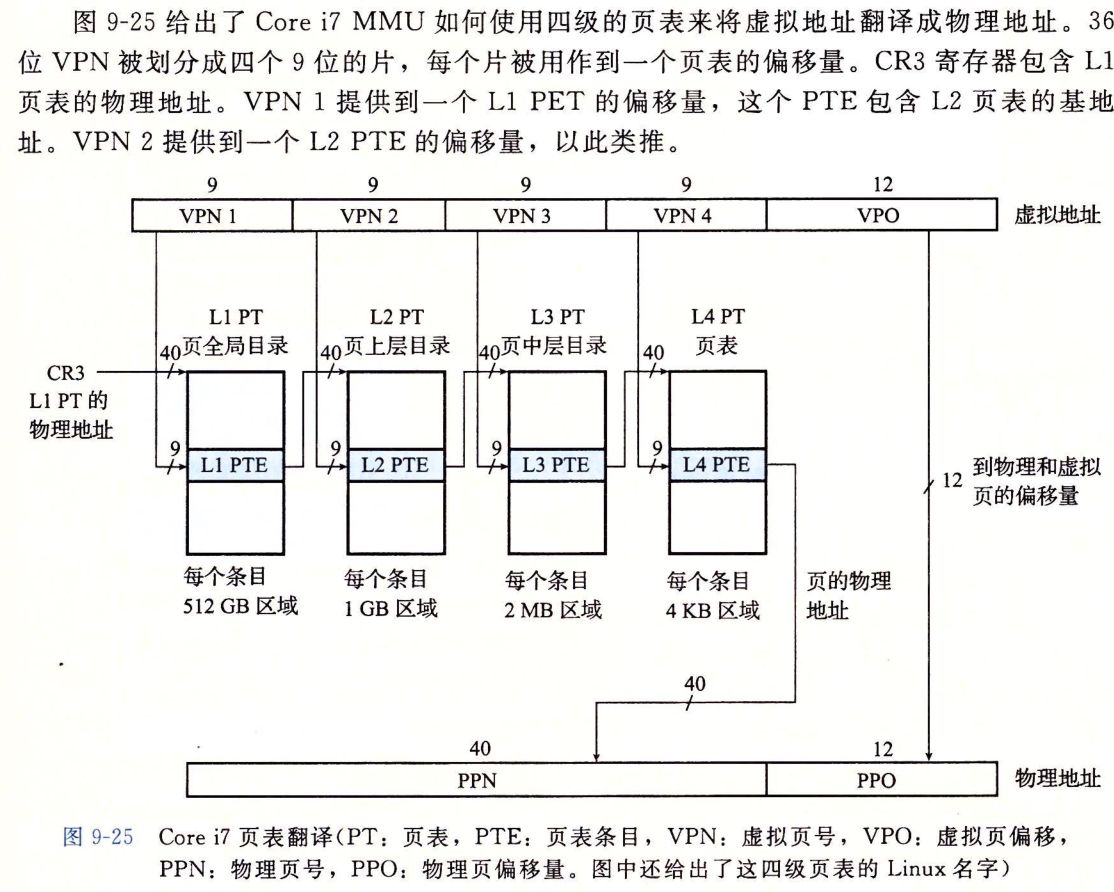 图 9-25 给出了 Core i7 MMU 如何使用四级的页表来将虚拟地址翻译成物理地址。36
位 VPN 被划分成四个 9 位的片，每个片被用作到一个页表的偏移量。CR3 寄存器包含 L1
页表的物理地址。VPN 1 提供到一个 L1 PET 的偏移量，这个 PTE 包含 L2 页表的基地
址。VPN 2 提供到一个 L2 PTE 的偏移量，以此类推。
9 9 9 9 12
VPN 1 VPN 2 VPN 3 VPN 4 VPO 虚拟地址
L1 PT L2 PT L3 PT L4 PT
页全局目录 页上层目录 页中层目录 页表
40 40 40 40
CR3
L1 PT 的
物理地址
9 9 9 9
L1 PTE L2 PTE L3 PTE L4 PTE
12 到物理和虚拟
页的偏移量
每个条目 每个条目 每个条目 每个条目 页的物理
512 GB 区域 1 GB 区域 2 MB 区域 4 KB 区域 地址
40
40 12
PPN PPO 物理地址
图 9-25 Core i7 页表翻译(PT：页表，PTE：页表条目，VPN：虚拟页号，VPO：虚拟页偏移，
PPN：物理页号，PPO：物理页偏移量。图中还给出了这四级页表的 Linux 名字)